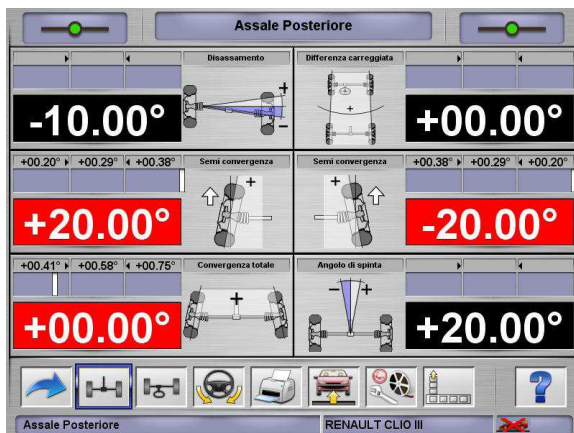 Assale Posteriore
Disassamento
Differenza carreggiata
-10.00°
+00.00°
+00.20° +00.29° +00.38°
Semi convergenza
Semi convergenza
+00.38° +00.29° +00.20°
+20.00°
-20.00°
+00.41° +00.58° +00.75°
Convergenza totale
Angolo di spinta
+00.00°
+20.00°
Assale Posteriore
RENAULT CLIO III